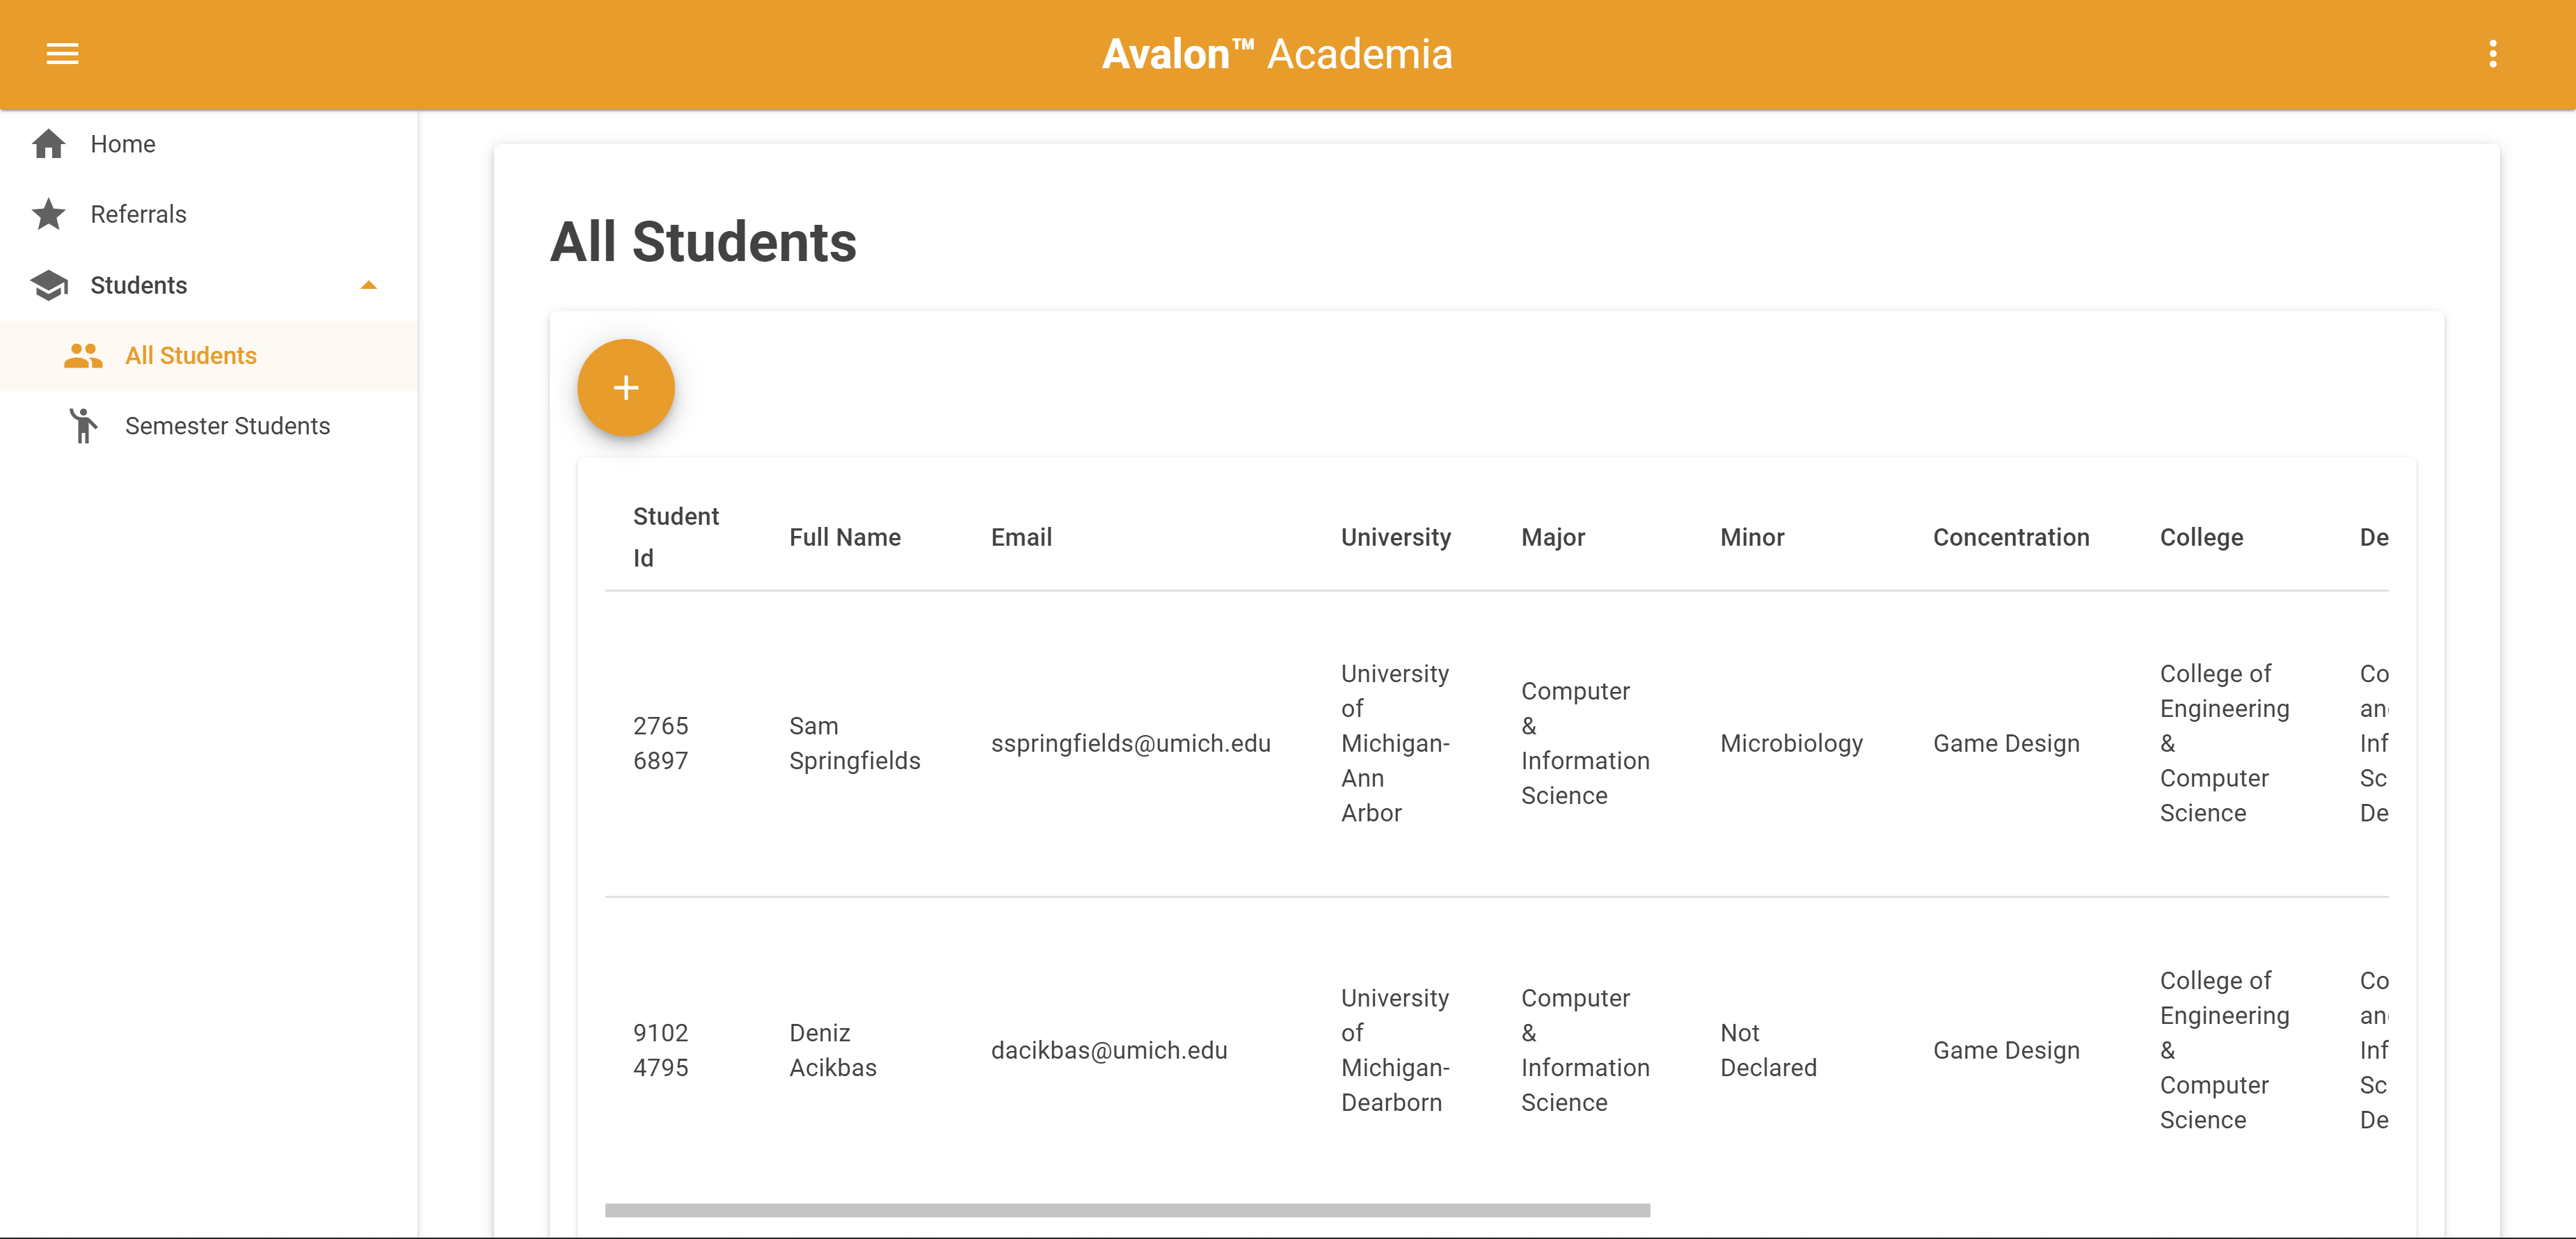 Avalon™ Academia
Home
Referrals
Students
All Students
Semester Students
All Students
Student
Id
Full Name
Email
University
Major
Minor
Concentration
College
De
2765
6897
Sam
Springfields
sspringfields@umich.edu
University
of
Michigan-
Ann
Arbor
Computer
&
Information
Science
Microbiology
Game Design
College of
Engineering
&
Computer
Science
Co
an
Inf
Sc
De
9102
4795
Deniz
Acikbas
dacikbas@umich.edu
University
of
Michigan-
Dearborn
Computer
&
Information
Science
Not
Declared
Game Design
College of
Engineering
&
Computer
Science
Co
an
Inf
Sc
De